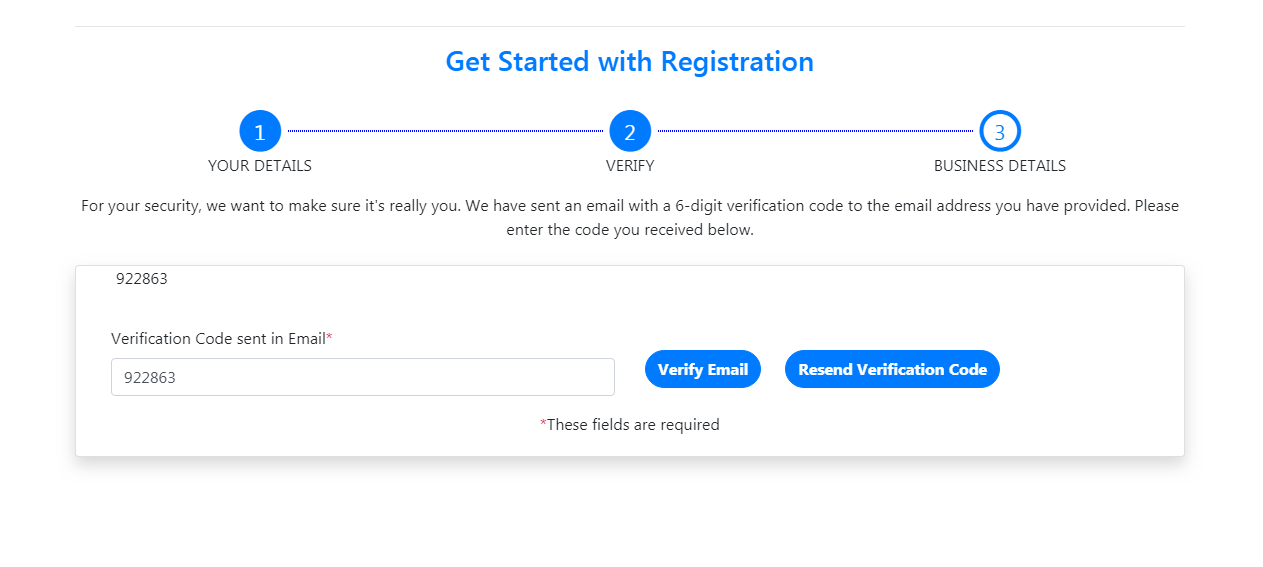 Get Started with Registration
1
2
3
YOUR DETAILS
VERIFY
BUSINESS DETAILS
For your security, we want to make sure it's really you. We have sent an email with a 6-digit verification code to the email address you have provided. Please
enter the code you received below.
922863
Verification Code sent in Email*
922863
Verify Email
Resend Verification Code
*These fields are required